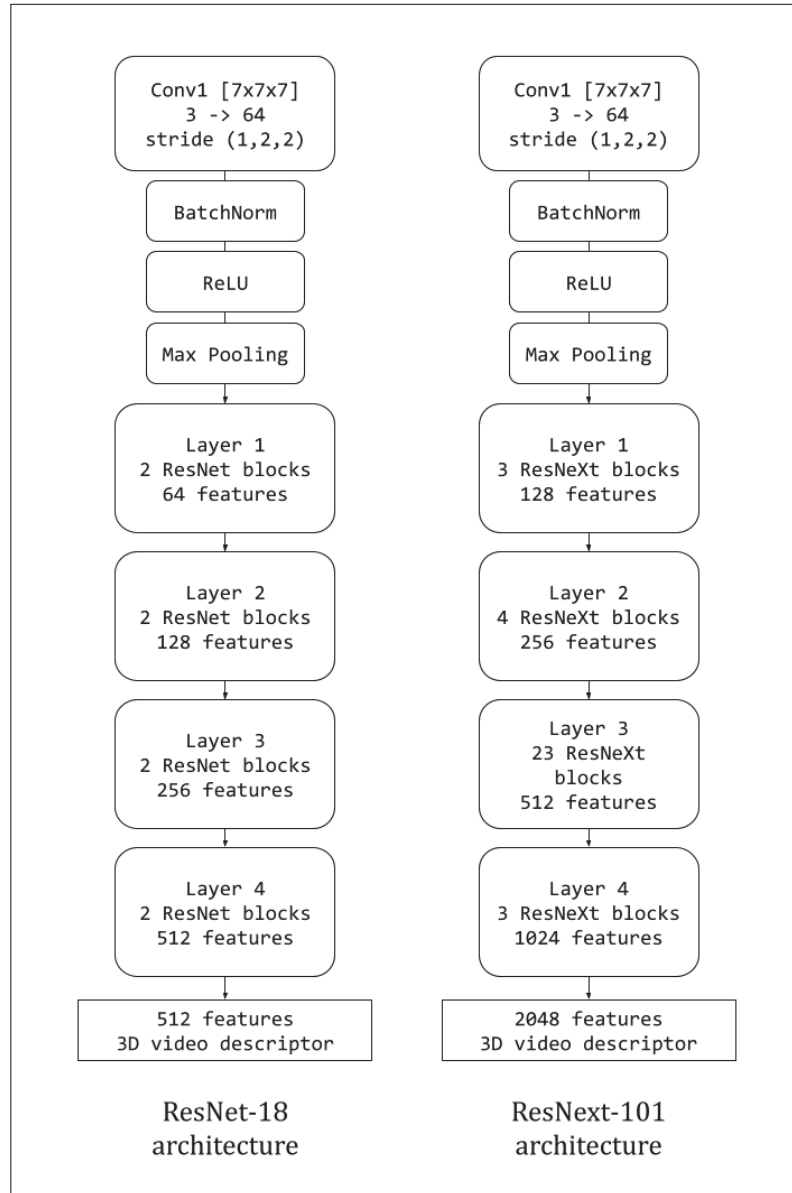 Conv1 [7x7x7]
3 -> 64
stride (1,2,2)
BatchNorm
ReLU
Max Pooling
Layer 1
2 ResNet blocks
64 features
Layer 2
2 ResNet blocks
128 features
Layer 3
2 ResNet blocks
256 features
Layer 4
2 ResNet blocks
512 features
512 features
3D video descriptor
ResNet-18
architecture
Conv1 [7x7x7]
3 -> 64
stride (1,2,2)
BatchNorm
ReLU
Max Pooling
Layer 1
3 ResNeXt blocks
128 features
Layer 2
4 ResNeXt blocks
256 features
Layer 3
23 ResNeXt
blocks
512 features
Layer 4
3 ResNeXt blocks
1024 features
2048 features
3D video descriptor
ResNext-101
architecture